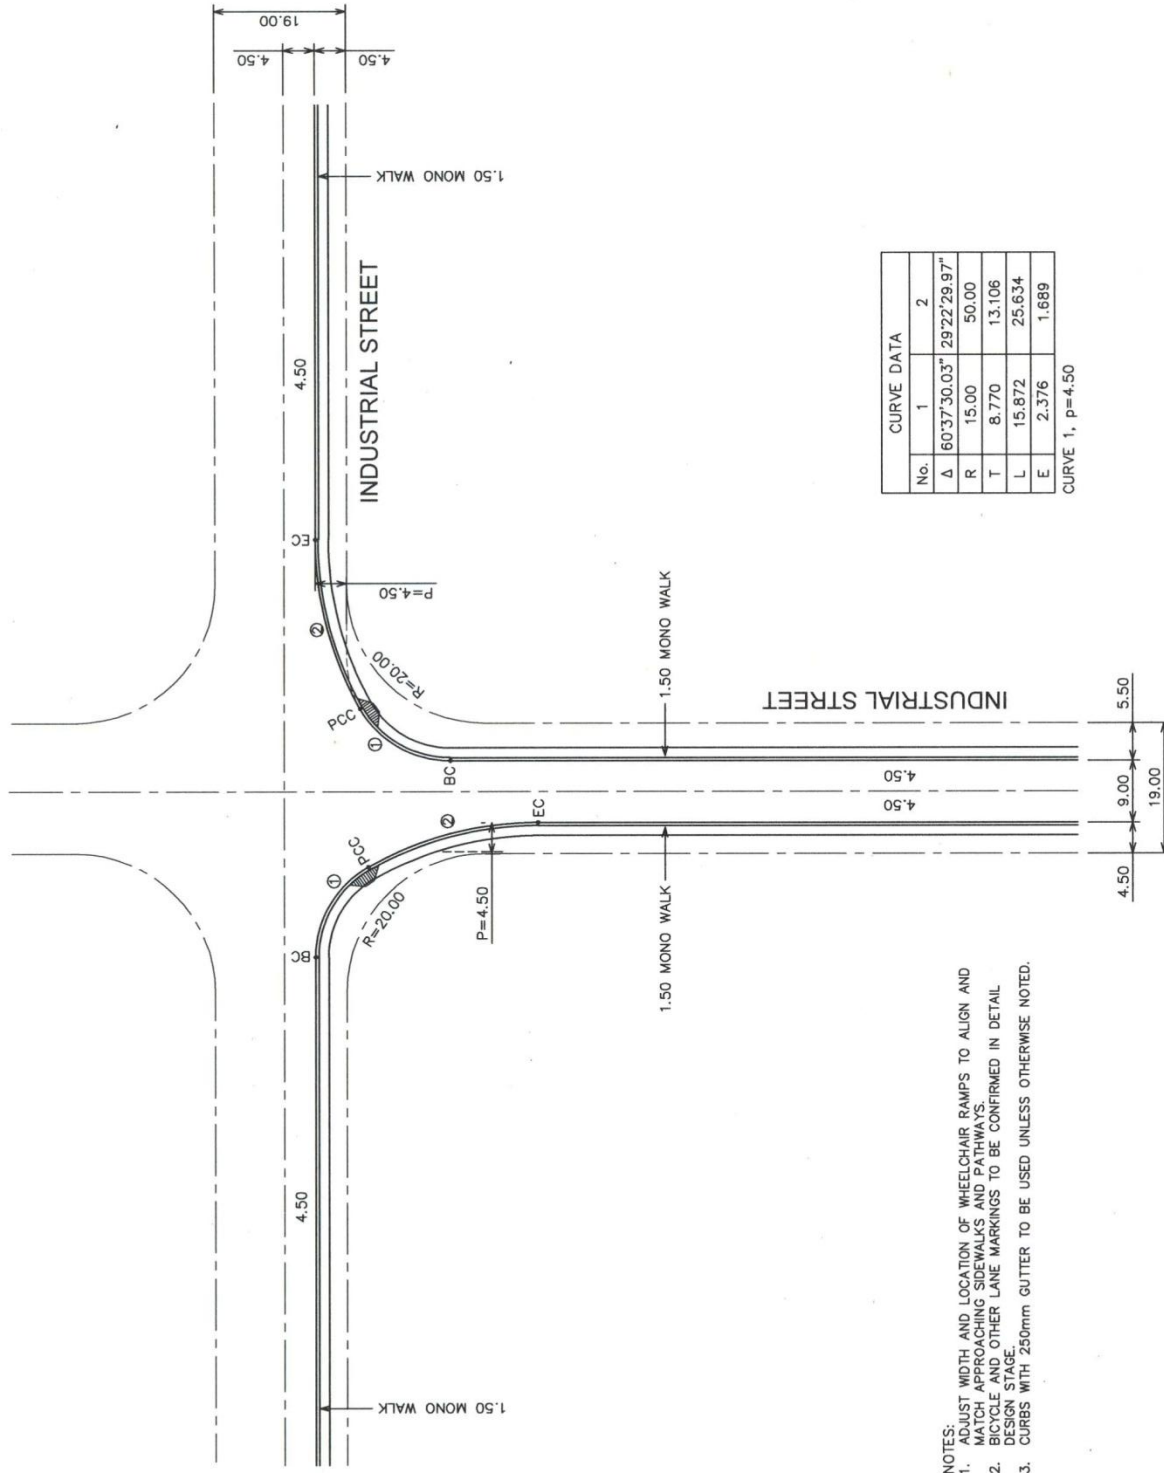 19.00
4.50
4.50
1.50 MONO WALK
INDUSTRIAL STREET
4.50
EC
P=4.50
2
R=20.00
PCC
1
BC
1.50 MONO WALK
INDUSTRIAL STREET
4.50
4.50
5.50
9.00
19.00
4.50
EC
2
PCC
1
R=20.00
P=4.50
BC
1.50 MONO WALK
4.50
1.50 MONO WALK
CURVE DATA
No. 1 2
Δ 60°37'30.03" 29°22'29.97"
R 15.00 50.00
T 8.770 13.106
L 15.872 25.634
E 2.376 1.689
CURVE 1, p=4.50
NOTES:
1. ADJUST WIDTH AND LOCATION OF WHEELCHAIR RAMPS TO ALIGN AND
MATCH APPROACHING SIDEWALKS AND PATHWAYS.
2. BICYCLE AND OTHER LANE MARKINGS TO BE CONFIRMED IN DETAIL
DESIGN STAGE.
3. CURBS WITH 250mm GUTTER TO BE USED UNLESS OTHERWISE NOTED.